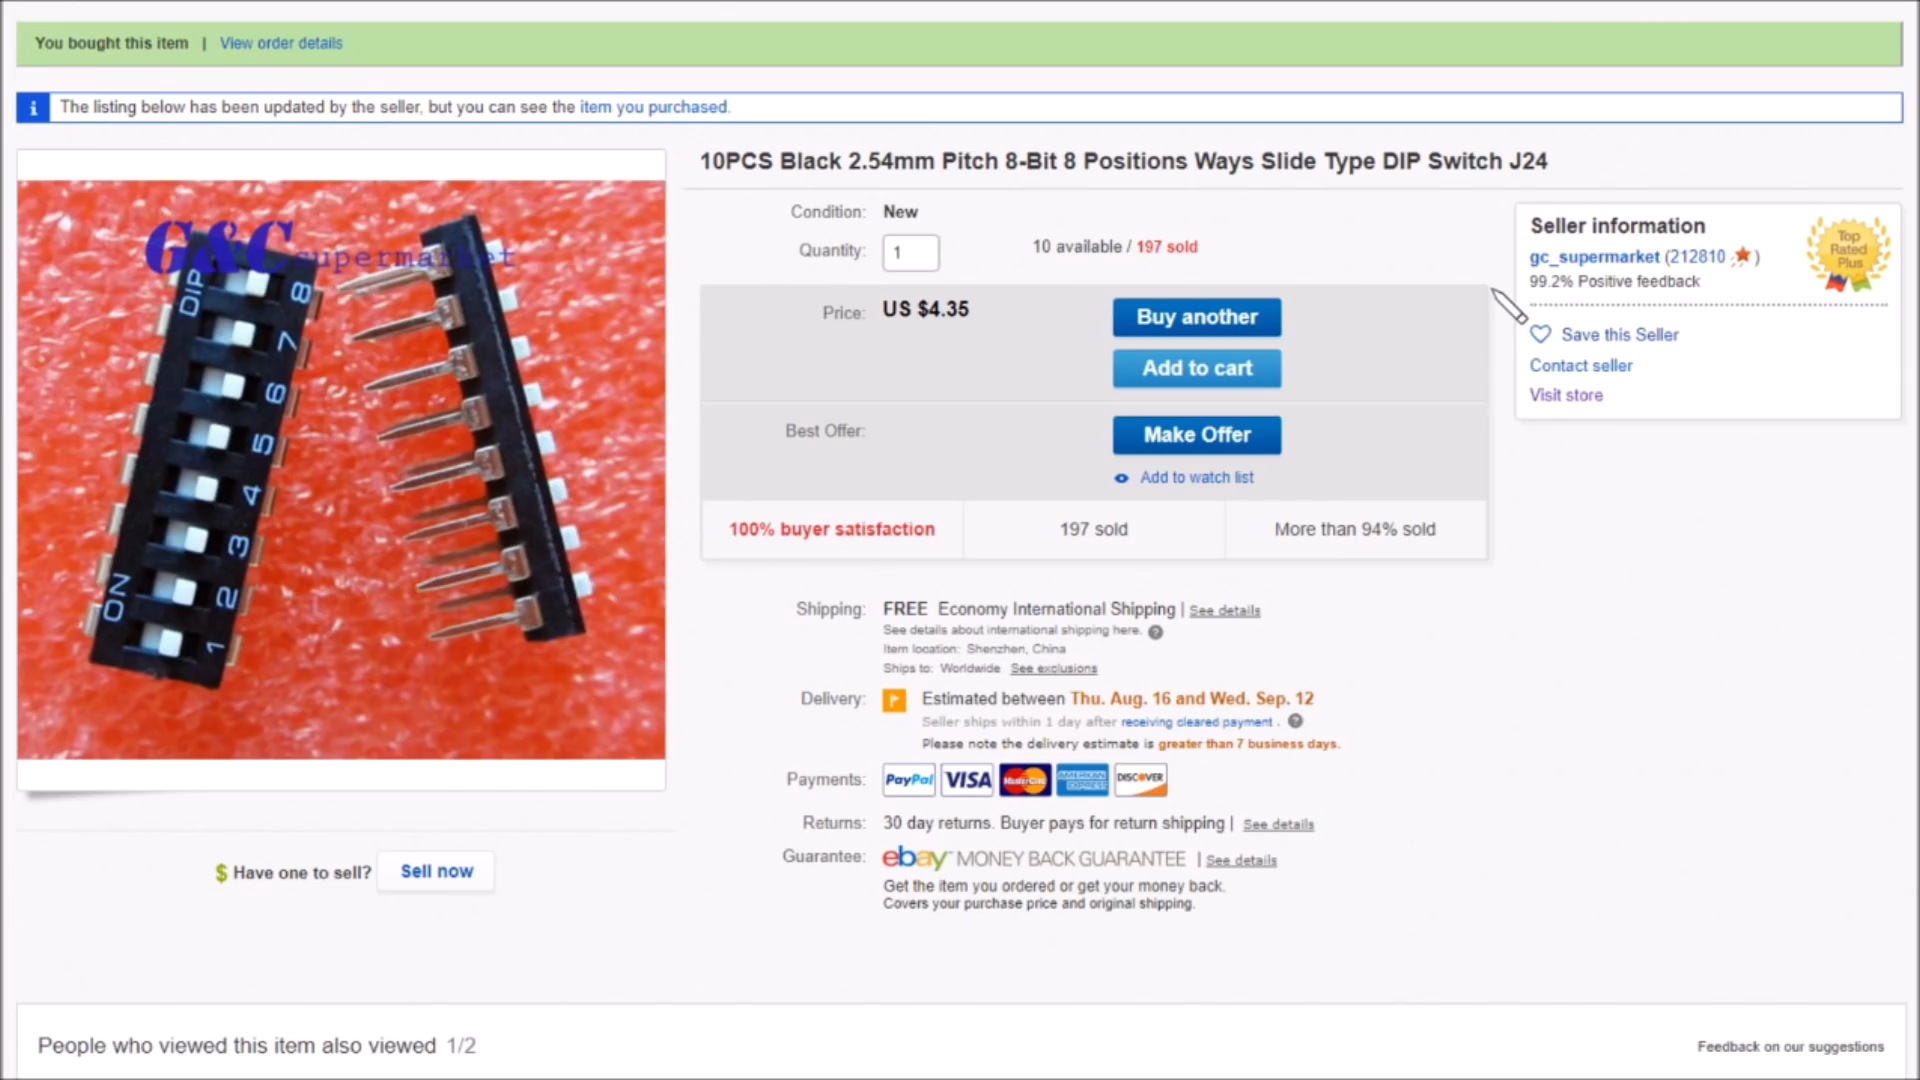 You bought this item | View order details
i The listing below has been updated by the seller, but you can see the item you purchased.
G&C supermarket
DIP
ON
8
7
6
5
4
3
2
1
$ Have one to sell? Sell now
10PCS Black 2.54mm Pitch 8-Bit 8 Positions Ways Slide Type DIP Switch J24
Condition: New
Quantity: 1 10 available / 197 sold
Price: US $4.35 Buy another
Add to cart
Best Offer: Make Offer
Add to watch list
100% buyer satisfaction 197 sold More than 94% sold
Shipping: FREE Economy International Shipping | See details
See details about international shipping here. ?
Item location: Shenzhen, China
Ships to: Worldwide See exclusions
Delivery: Estimated between Thu. Aug. 16 and Wed. Sep. 12
Seller ships within 1 day after receiving cleared payment . ?
Please note the delivery estimate is greater than 7 business days.
Payments: PayPal VISA MasterCard AMERICAN EXPRESS DISCOVER
Returns: 30 day returns. Buyer pays for return shipping | See details
Guarantee: ebay MONEY BACK GUARANTEE | See details
Get the item you ordered or get your money back.
Covers your purchase price and original shipping.
Seller information
gc_supermarket (212810 )
99.2% Positive feedback
Top Rated Plus
Save this Seller
Contact seller
Visit store
People who viewed this item also viewed 1/2
Feedback on our suggestions